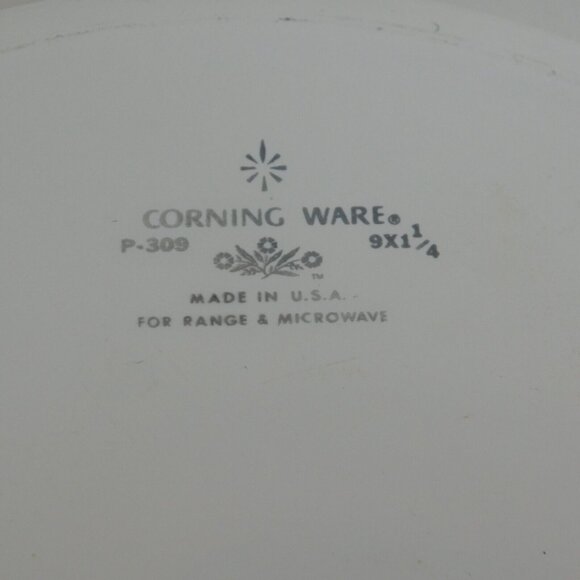 CORNING WARE®
P-309 9X1 1/4
™
MADE IN U.S.A.
FOR RANGE & MICROWAVE